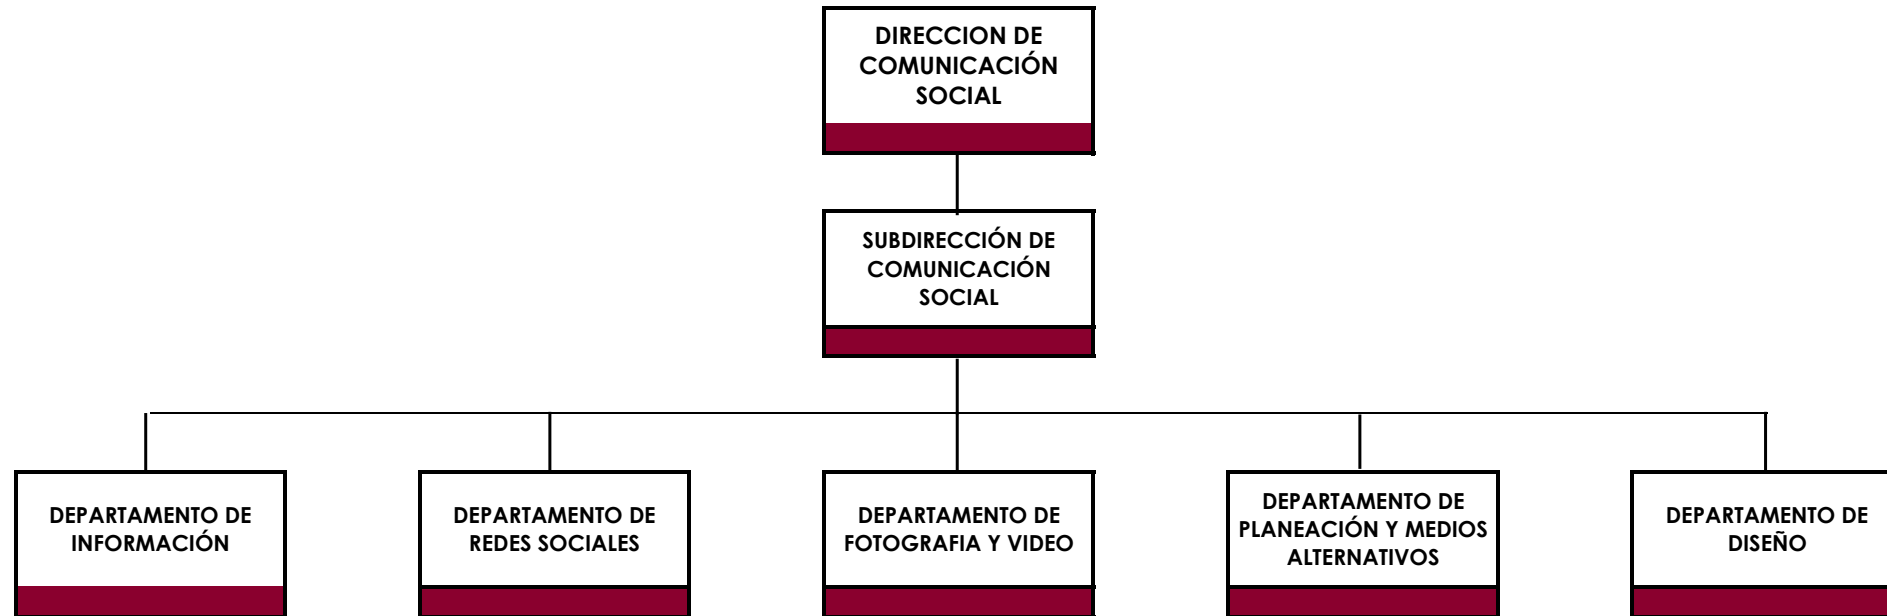 DIRECCION DE
COMUNICACIÓN
SOCIAL
SUBDIRECCIÓN DE
COMUNICACIÓN
SOCIAL
DEPARTAMENTO DE
INFORMACIÓN
DEPARTAMENTO DE
REDES SOCIALES
DEPARTAMENTO DE
FOTOGRAFIA Y VIDEO
DEPARTAMENTO DE
PLANEACIÓN Y MEDIOS
ALTERNATIVOS
DEPARTAMENTO DE
DISEÑO